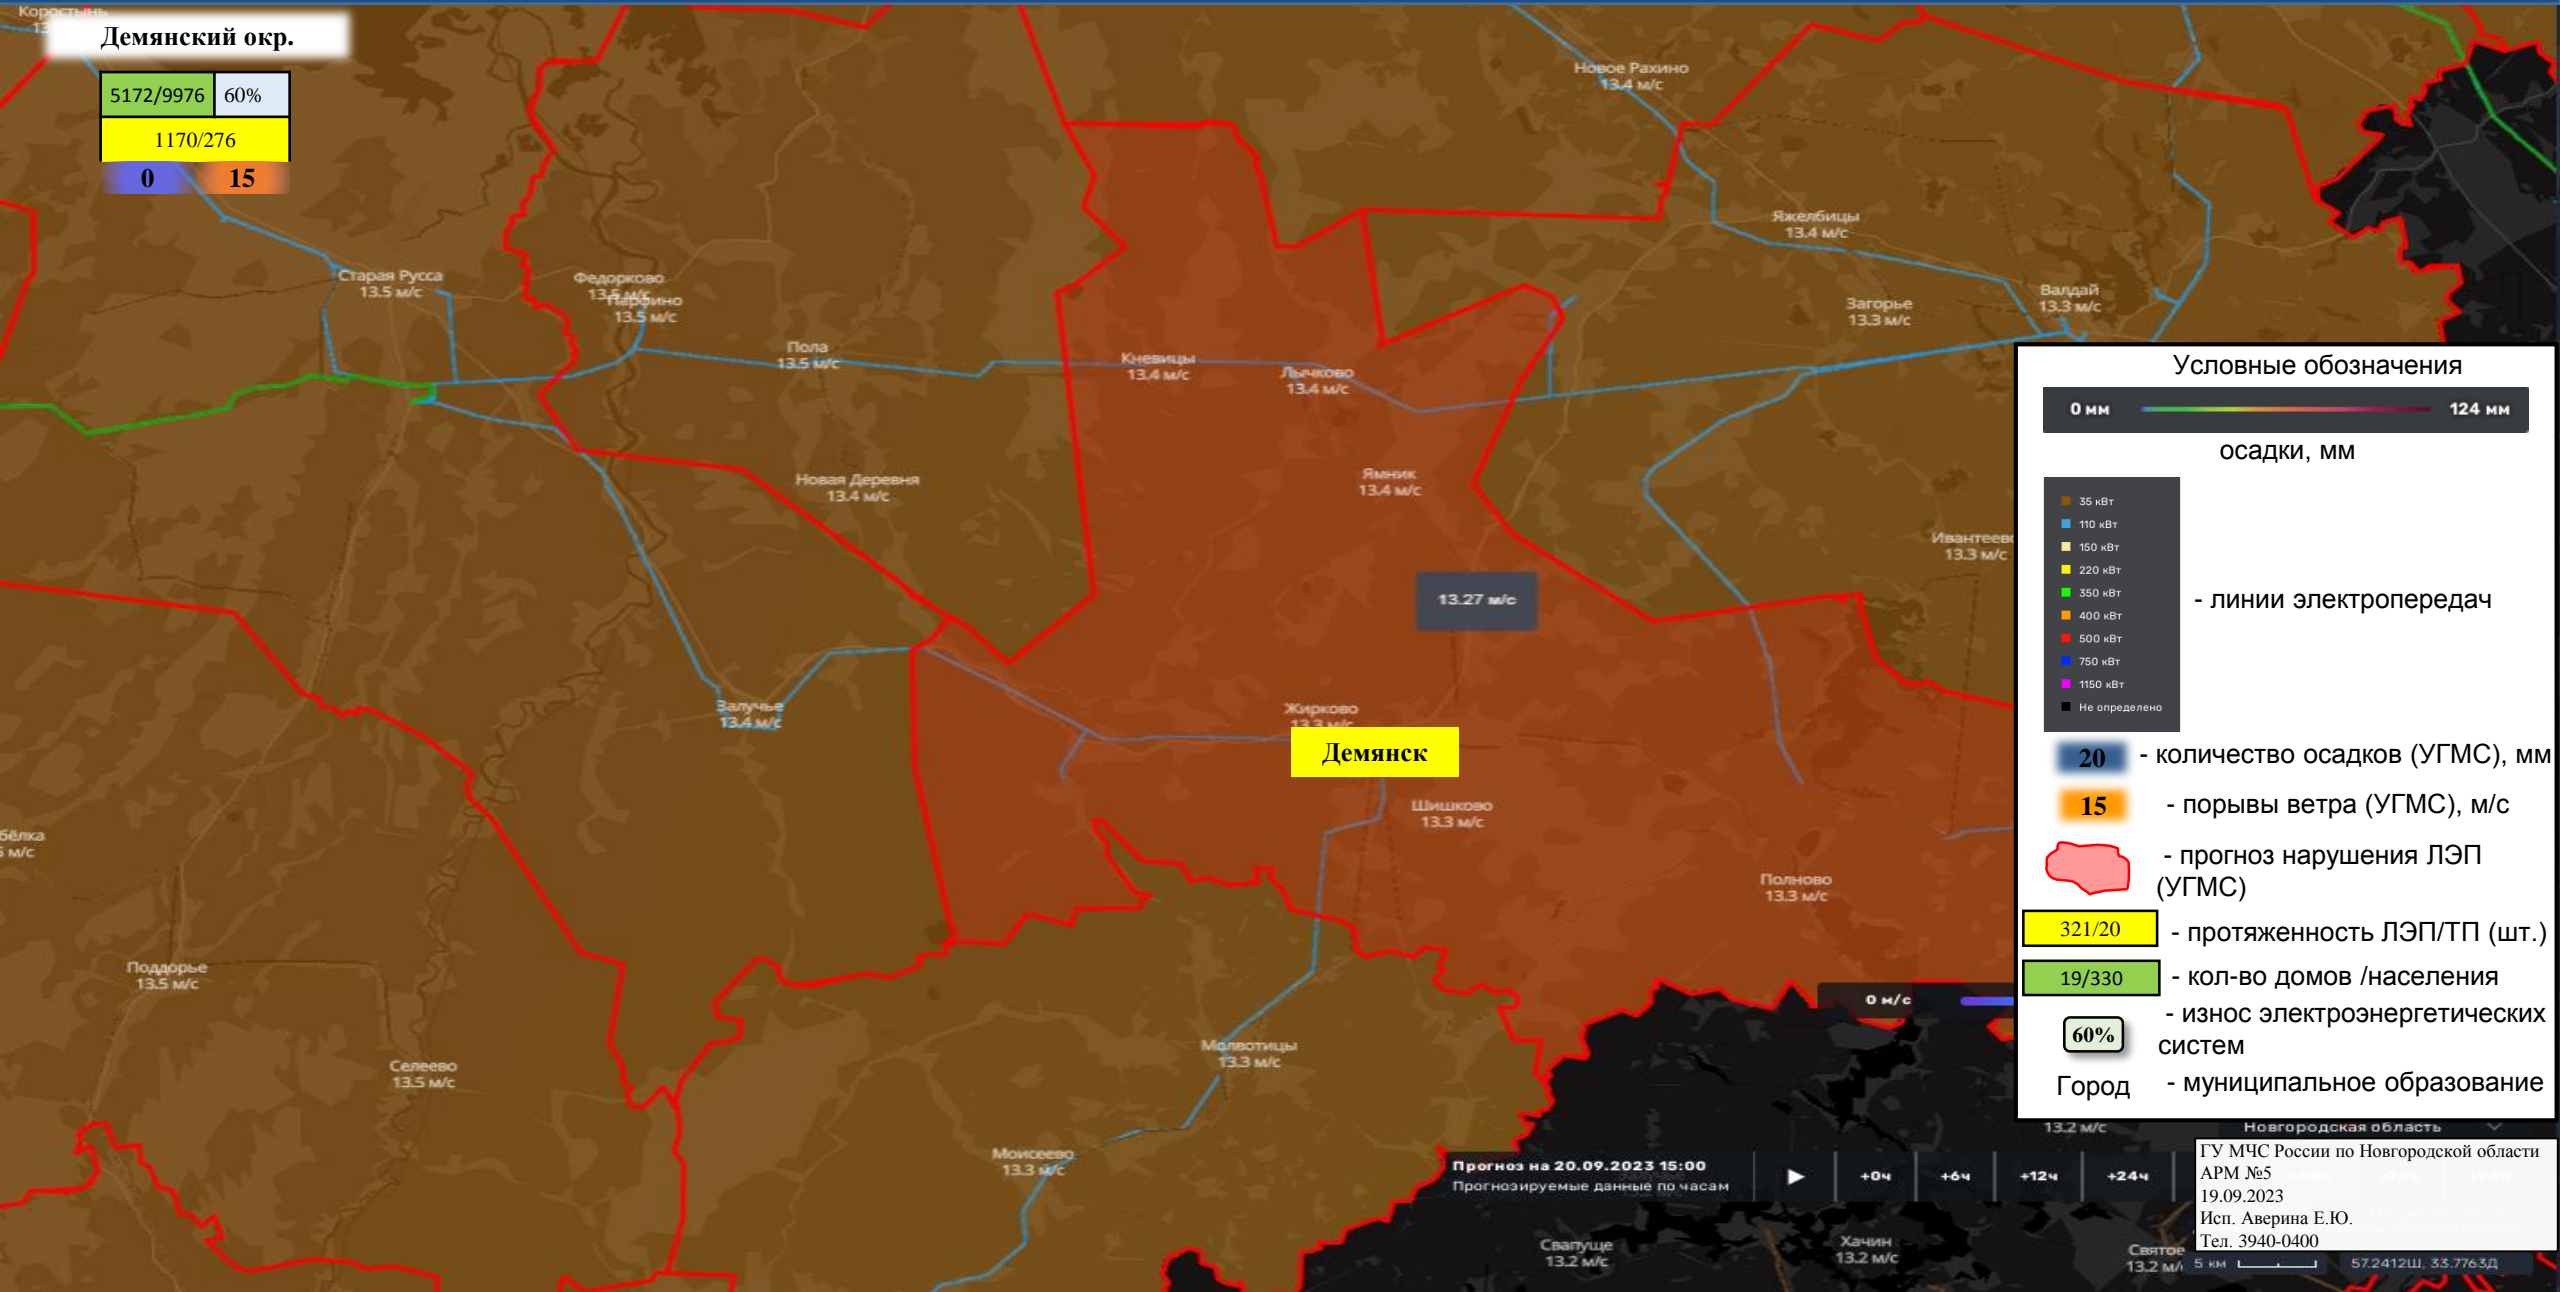 Коростынь
Демянский окр.
5172/9976 60%
1170/276
0 15
Новое Рахино
13.4 м/с
Яжелбицы
13.4 м/с
Старая Русса
13.5 м/с
Федорково
13.5 м/с
Парфино
13.5 м/с
Валдай
13.3 м/с
Загорье
13.3 м/с
Пола
13.5 м/с
Кневицы
13.4 м/с
Лычково
13.4 м/с
Новая Деревня
13.4 м/с
Ямник
13.4 м/с
Ивантеево
13.3 м/с
13.27 м/с
Залучье
13.4 м/с
Жирково
13.3 м/с
Демянск
Шишково
13.3 м/с
Полново
13.3 м/с
Поддорье
13.5 м/с
Селеево
13.5 м/с
Молвотицы
13.3 м/с
Моисеево
13.3 м/с
Свапуще
13.2 м/с
Хачин
13.2 м/с
Святое
13.2 м/с
0 м/с
13.2 м/с
Новгородская область
Прогноз на 20.09.2023 15:00
Прогнозируемые данные по часам
+0ч +6ч +12ч +24ч
Условные обозначения
0 мм 124 мм
осадки, мм
35 кВт
110 кВт
150 кВт
220 кВт
350 кВт
400 кВт
500 кВт
750 кВт
1150 кВт
Не определено
- линии электропередач
20 - количество осадков (УГМС), мм
15 - порывы ветра (УГМС), м/с
- прогноз нарушения ЛЭП
(УГМС)
321/20 - протяженность ЛЭП/ТП (шт.)
19/330 - кол-во домов /населения
60% - износ электроэнергетических
систем
Город - муниципальное образование
ГУ МЧС России по Новгородской области
АРМ №5
19.09.2023
Исп. Аверина Е.Ю.
Тел. 3940-0400
5 км
57.2412Ш, 33.7763Д